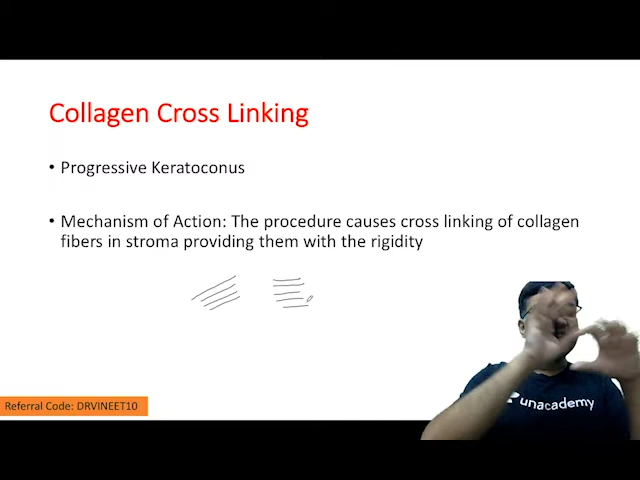 Collagen Cross Linking
• Progressive Keratoconus
• Mechanism of Action: The procedure causes cross linking of collagen
fibers in stroma providing them with the rigidity
unacademy
Referral Code: DRVINEET10